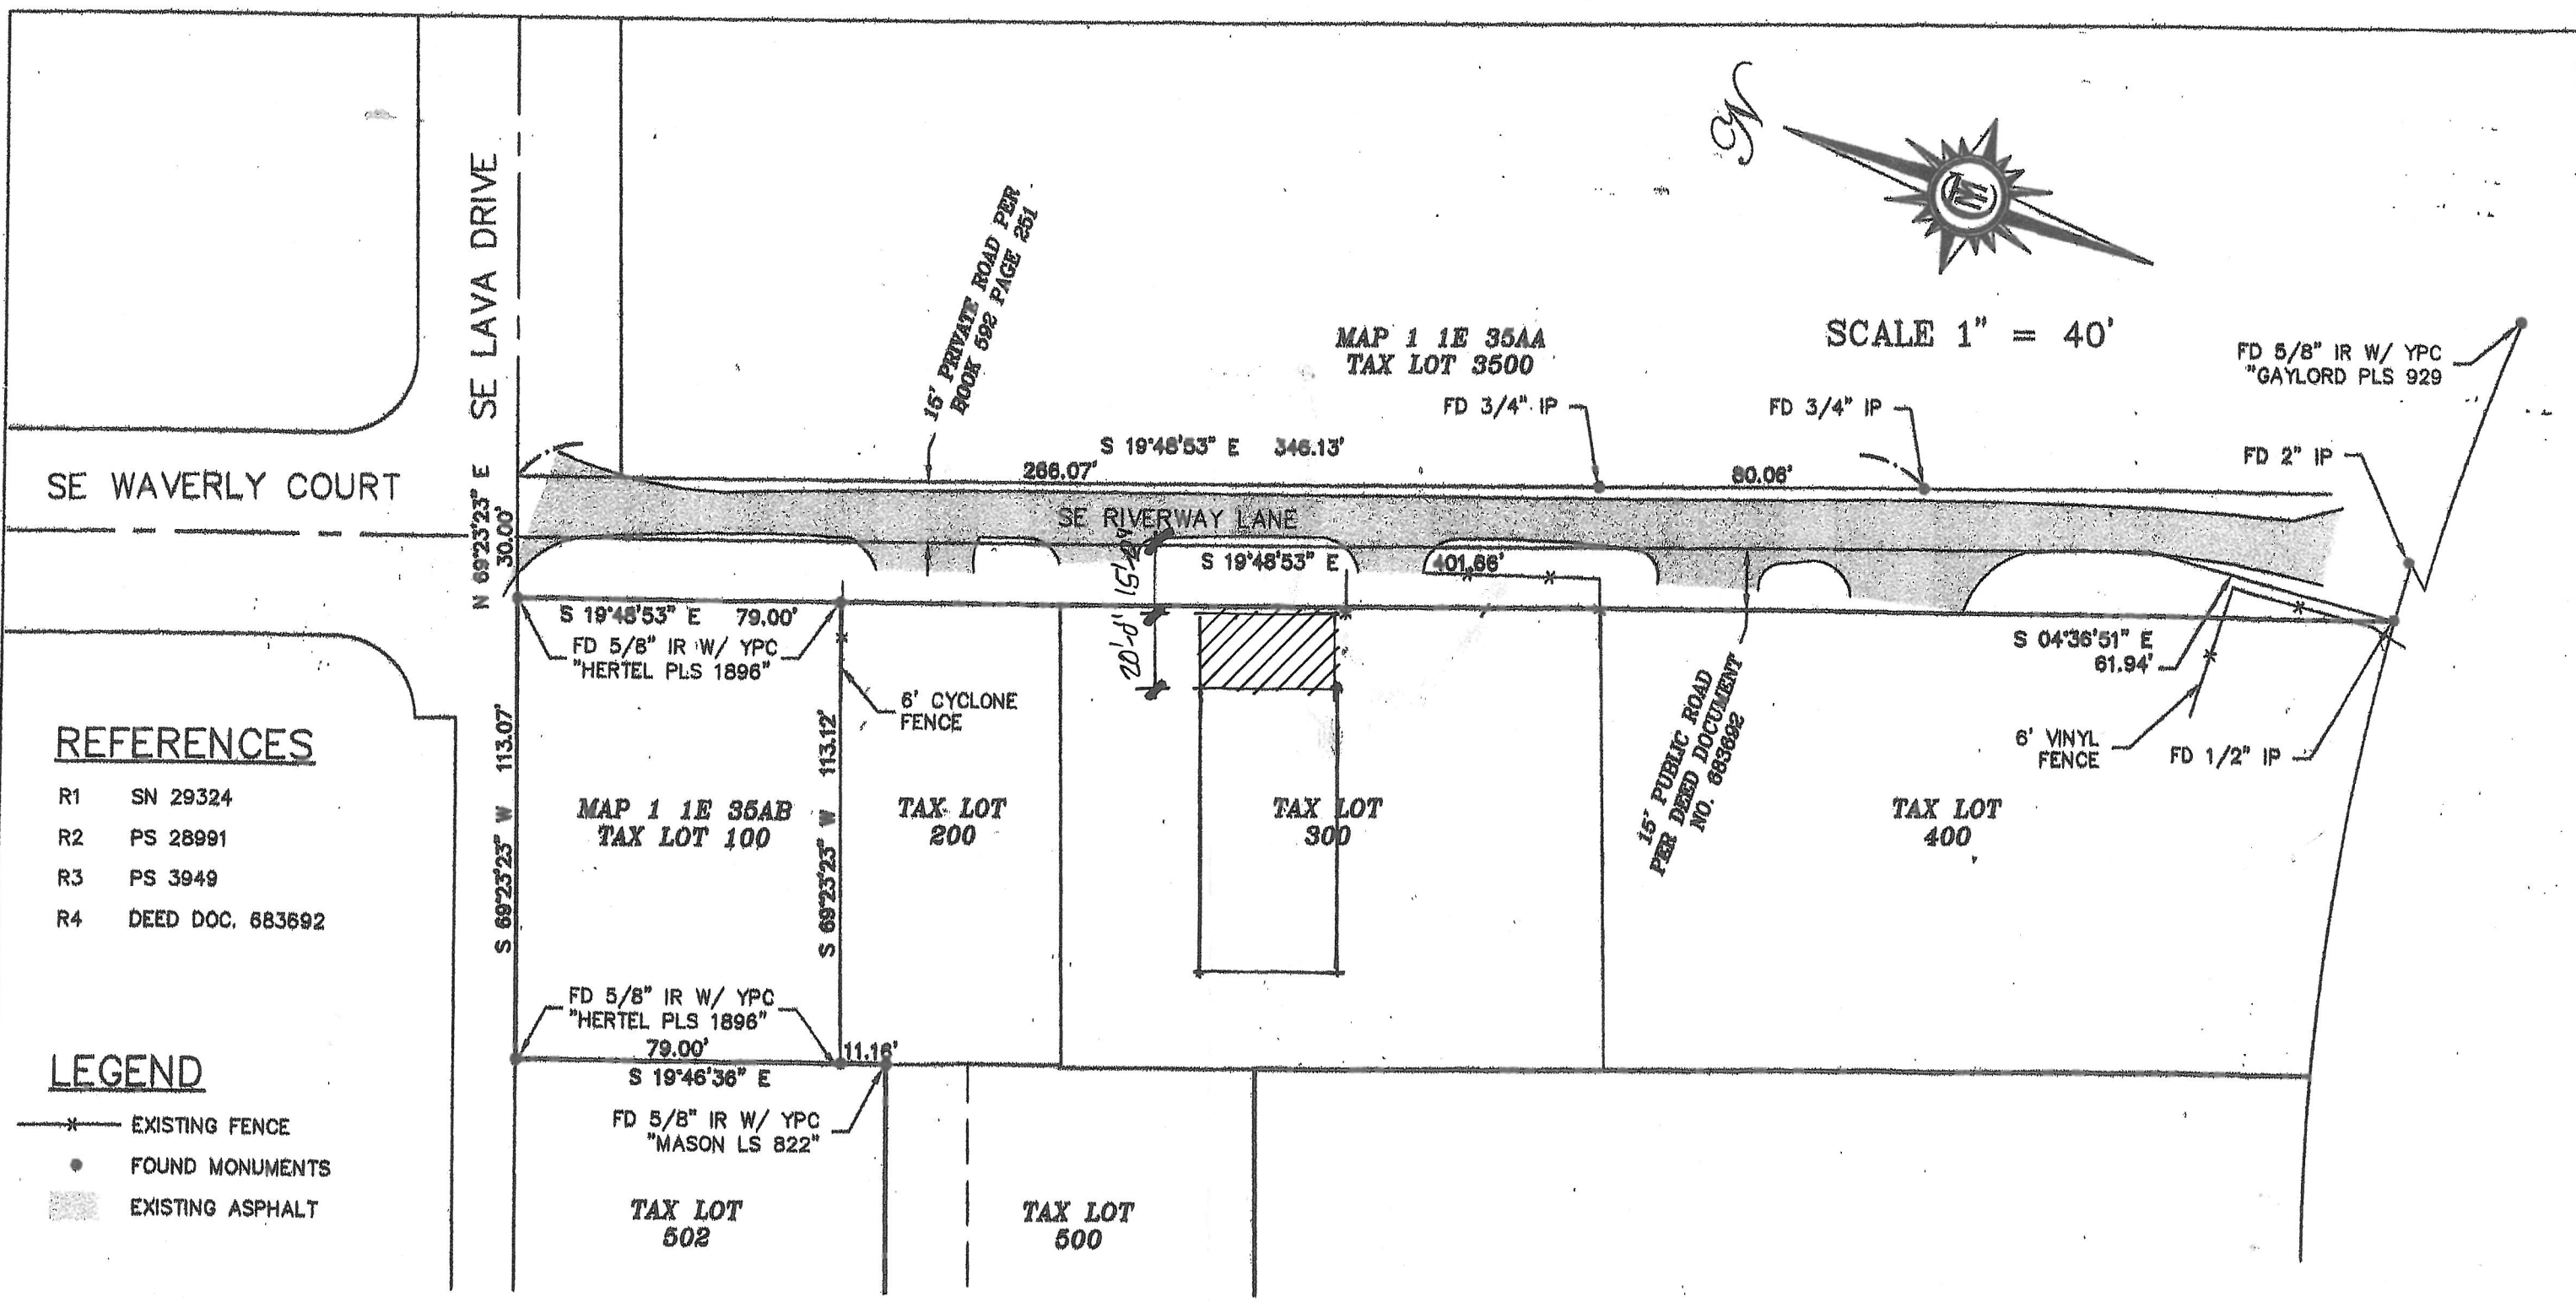 N
SE LAVA DRIVE
15' PRIVATE ROAD PER
BOOK 592 PAGE 251
MAP 1 1E 35AA
TAX LOT 3500
SCALE 1" = 40'
FD 5/8" IR W/ YPC
"GAYLORD PLS 929
FD 3/4" IP
FD 3/4" IP
FD 2" IP
S 19°48'53" E 346.13'
266.07'
80.06'
SE WAVERLY COURT
N 69°23'23" E
30.00'
SE RIVERWAY LANE
S 19°48'53" E
401.86'
S 19°48'53" E 79.00'
FD 5/8" IR W/ YPC
"HERTEL PLS 1896"
20'-0"
6' CYCLONE
FENCE
S 04°36'51" E
61.94'
15' PUBLIC ROAD
PER DEED DOCUMENT
NO. 683692
6' VINYL
FENCE
FD 1/2" IP
REFERENCES
R1 SN 29324
R2 PS 28991
R3 PS 3949
R4 DEED DOC. 683692
S 69°23'23" W 113.07'
S 69°23'23" W 113.12'
MAP 1 1E 35AB
TAX LOT 100
TAX LOT
200
TAX LOT
300
TAX LOT
400
FD 5/8" IR W/ YPC
"HERTEL PLS 1896"
79.00'
11.16'
S 19°46'36" E
FD 5/8" IR W/ YPC
"MASON LS 822"
LEGEND
EXISTING FENCE
FOUND MONUMENTS
EXISTING ASPHALT
TAX LOT
502
TAX LOT
500